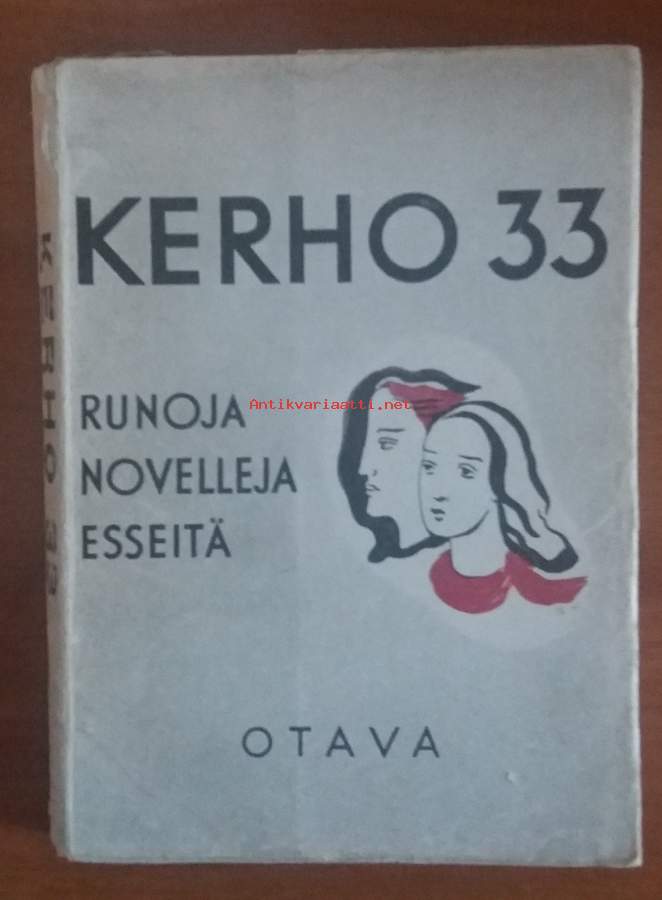 KERHO 33
RUNOJA
NOVELLEJA
ESSEITÄ
OTAVA
KERHO 33
Antikvariaatti.net